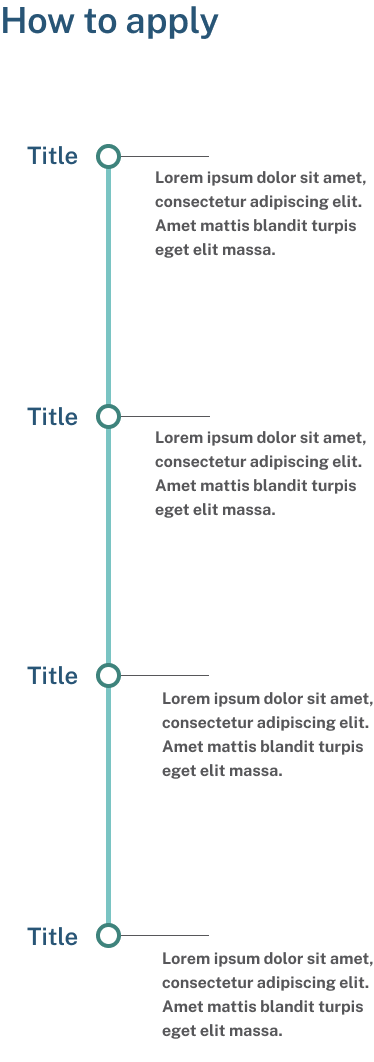 How to apply
Title
Lorem ipsum dolor sit amet,
consectetur adipiscing elit.
Amet mattis blandit turpis
eget elit massa.
Title
Lorem ipsum dolor sit amet,
consectetur adipiscing elit.
Amet mattis blandit turpis
eget elit massa.
Title
Lorem ipsum dolor sit amet,
consectetur adipiscing elit.
Amet mattis blandit turpis
eget elit massa.
Title
Lorem ipsum dolor sit amet,
consectetur adipiscing elit.
Amet mattis blandit turpis
eget elit massa.